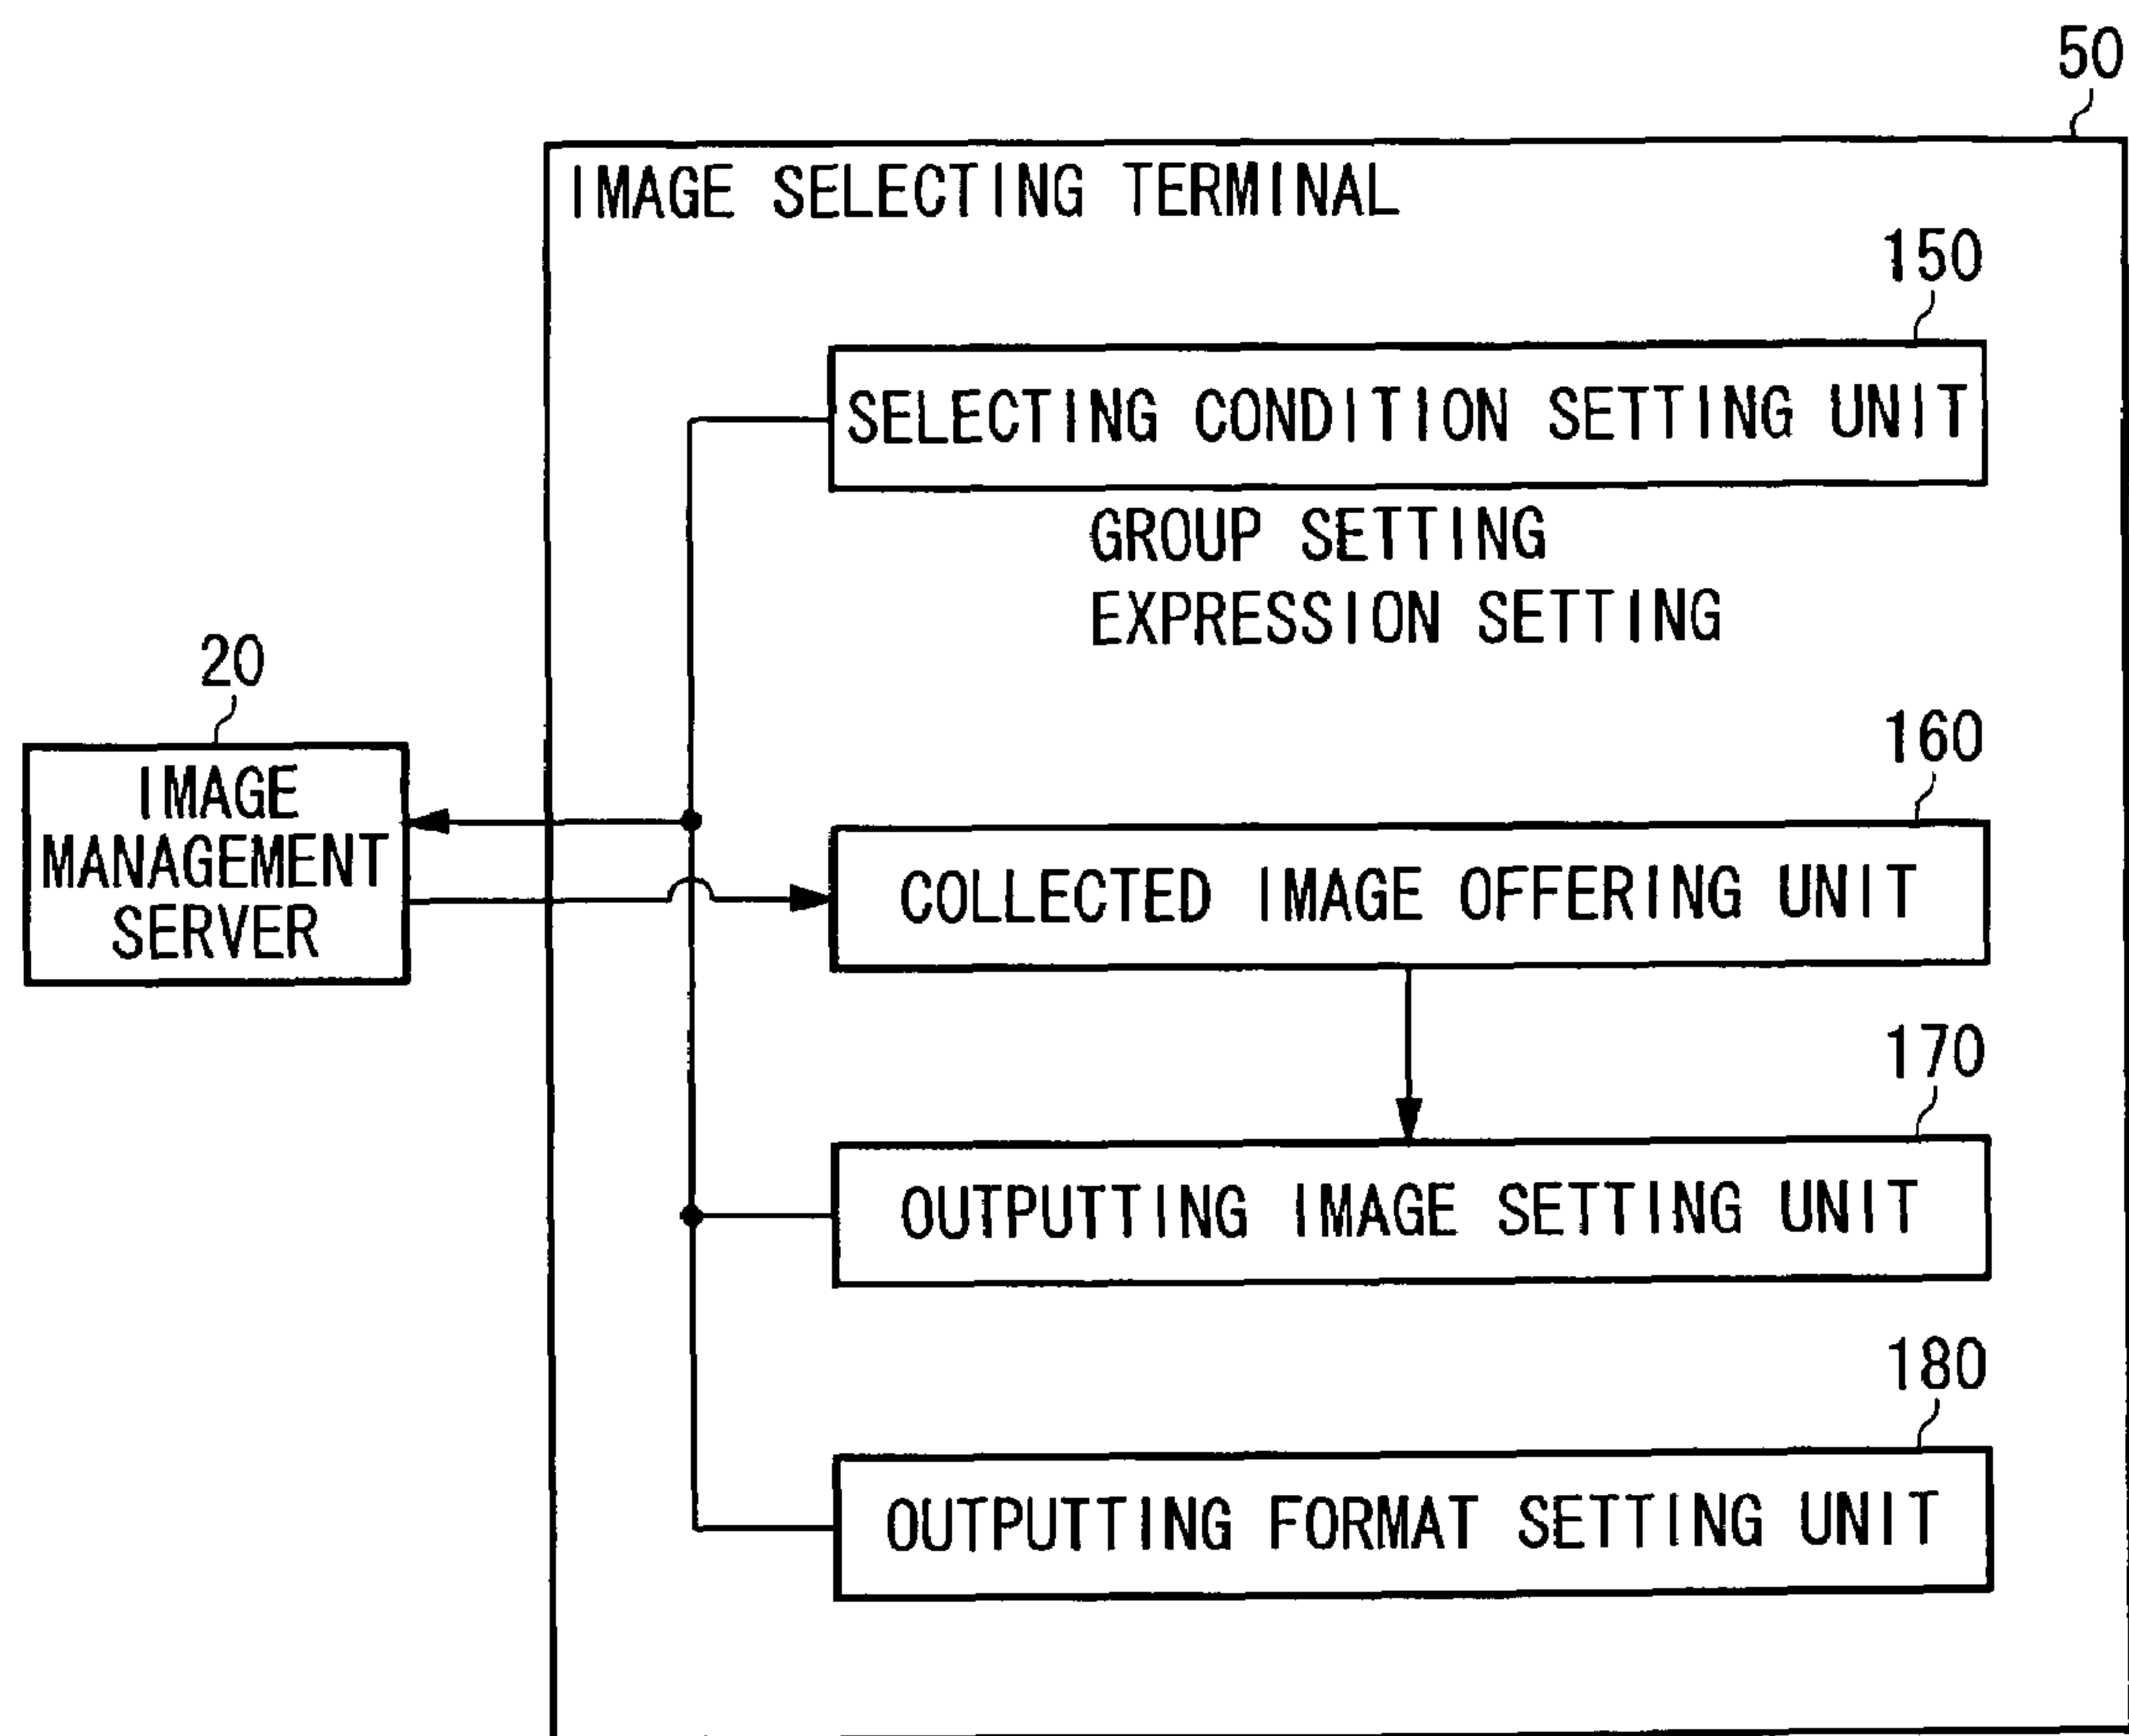 50
IMAGE SELECTING TERMINAL
150
SELECTING CONDITION SETTING UNIT
GROUP SETTING
EXPRESSION SETTING
20
IMAGE
MANAGEMENT
SERVER
160
COLLECTED IMAGE OFFERING UNIT
170
OUTPUTTING IMAGE SETTING UNIT
180
OUTPUTTING FORMAT SETTING UNIT